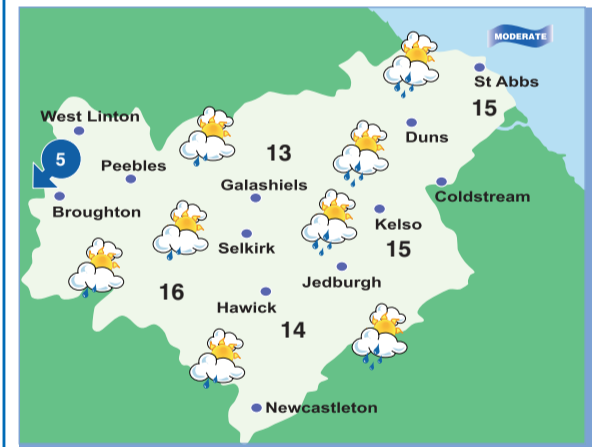 MODERATE
St Abbs
15
West Linton
Duns
5
13
Peebles
Galashiels
Coldstream
Broughton
Kelso
Selkirk
15
Jedburgh
16
Hawick
14
Newcastleton